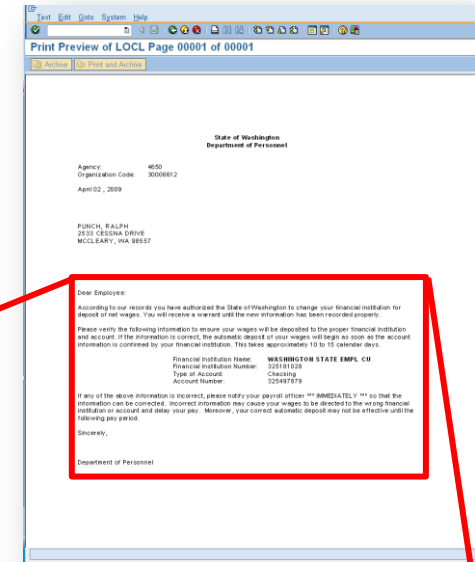 Text Edit Goto System Help
Print Preview of LOCL Page 00001 of 00001
Archive Print and Archive
State of Washington
Department of Personnel
Agency: 4650
Organization Code: 30006612
April 02 , 2009
PUNCH, RALPH
2533 CESSNA DRIVE
MCCLEARY, WA 98557
Dear Employee:
According to our records you have authorized the State of Washington to change your financial institution for
deposit of net wages. You will receive a warrant until the new information has been recorded properly.
Please verify the following information to ensure your wages will be deposited to the proper financial institution
and account. If the information is correct, the automatic deposit of your wages will begin as soon as the account
information is confirmed by your financial institution. This takes approximately 10 to 15 calendar days.
Financial Institution Name: WASHINGTON STATE EMPL CU
Financial Institution Number: 325181028
Type of Account: Checking
Account Number: 325497879
If any of the above information is incorrect, please notify your payroll officer *** IMMEDIATELY *** so that the
information can be corrected. Incorrect information may cause your wages to be directed to the wrong financial
institution or account and delay your pay. Moreover, your correct automatic deposit may not be effective until the
following pay period.
Sincerely,
Department of Personnel